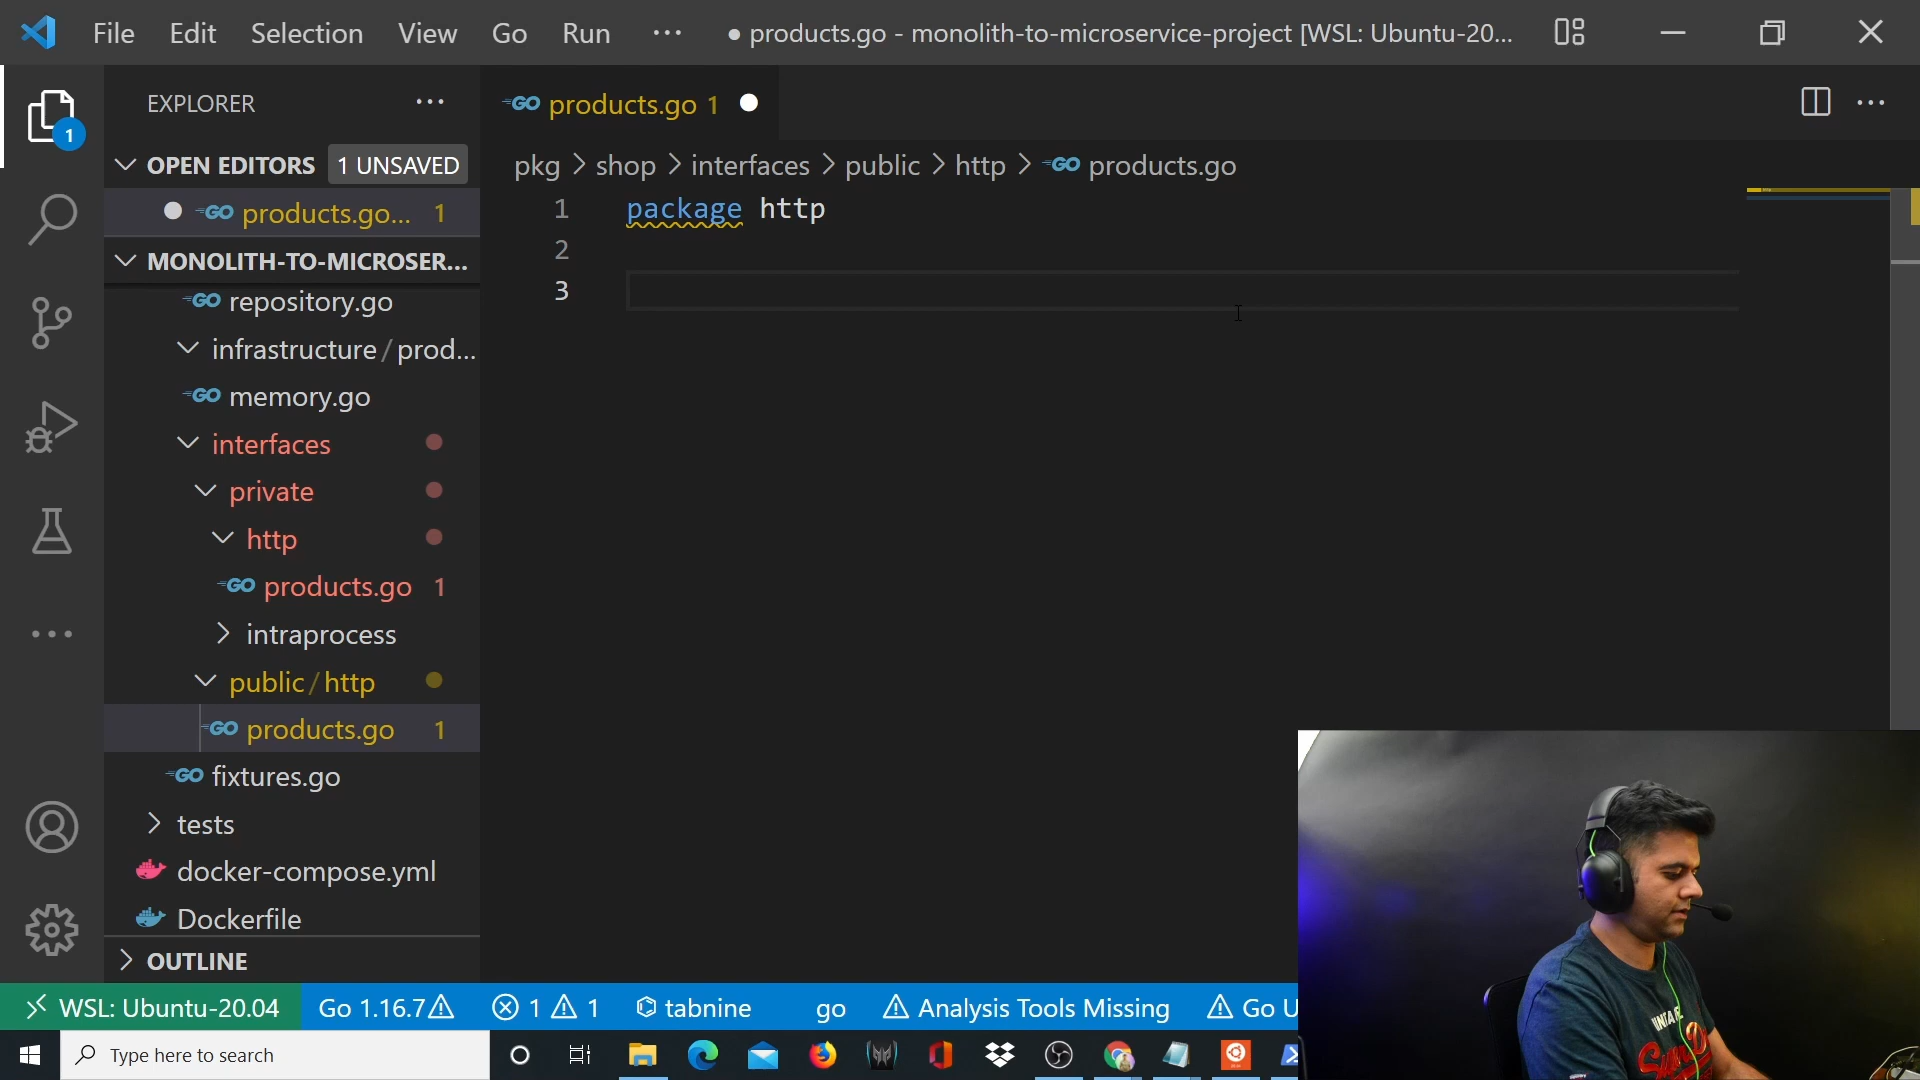 File Edit Selection View Go Run ··· ● products.go - monolith-to-microservice-project [WSL: Ubuntu-20...
EXPLORER ···
GO products.go 1 ●
OPEN EDITORS 1 UNSAVED
pkg > shop > interfaces > public > http > GO products.go
1
GO products.go... 1
MONOLITH-TO-MICROSER...
1 package http
2
3
GO repository.go
infrastructure / prod...
GO memory.go
interfaces
private
http
GO products.go 1
intraprocess
public / http
GO products.go 1
GO fixtures.go
tests
docker-compose.yml
Dockerfile
OUTLINE
WSL: Ubuntu-20.04 Go 1.16.7 1 1 tabnine go Analysis Tools Missing Go U
Type here to search